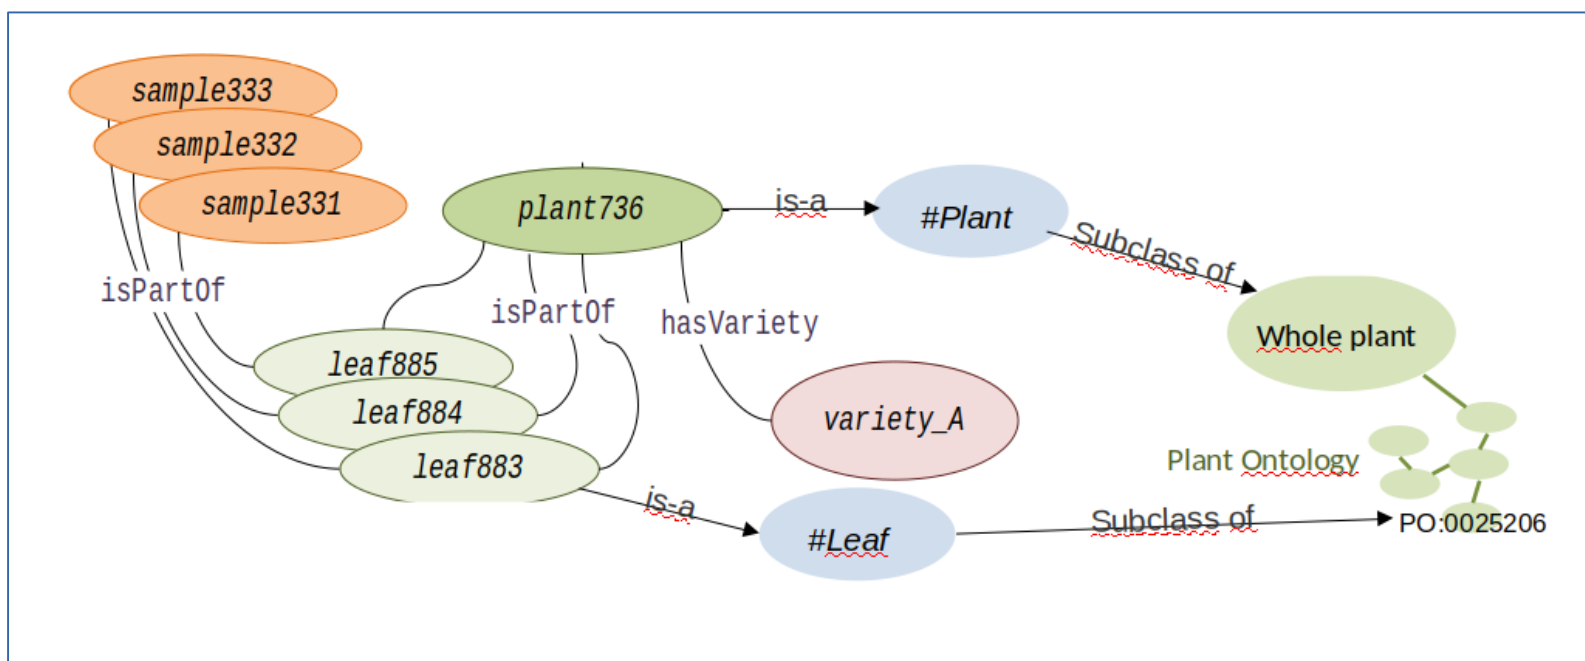 sample333
sample332
sample331
plant736
is-a
#Plant
Subclass of
isPartOf
isPartOf
hasVariety
Whole plant
leaf885
leaf884
leaf883
variety_A
Plant Ontology
is-a
#Leaf
Subclass of
PO:0025206